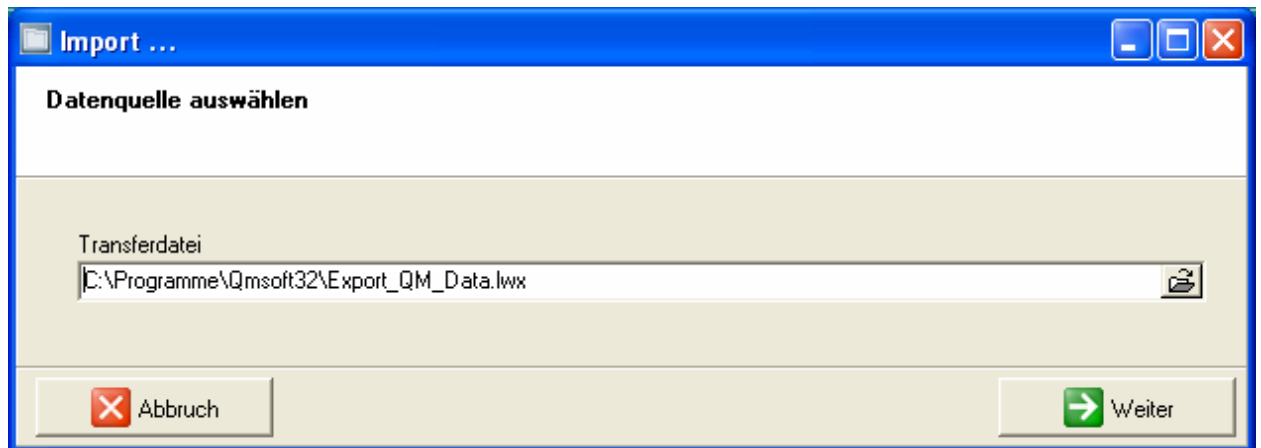 Import ...
Datenquelle auswählen
Transferdatei
C:\Programme\Qmsoft32\Export_QM_Data.lwx
Abbruch
Weiter